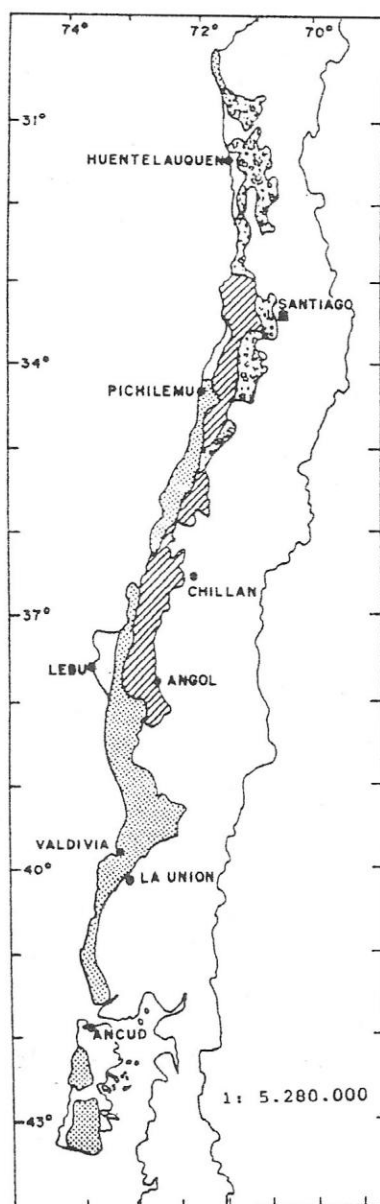 74° 72° 70°
31°
HUENTELAUQUEN
SANTIAGO
34°
PICHILEMU
CHILLAN
37°
LEBU
ANGOL
VALDIVIA
40°
LA UNION
ANCUD
1: 5.280.000
43°